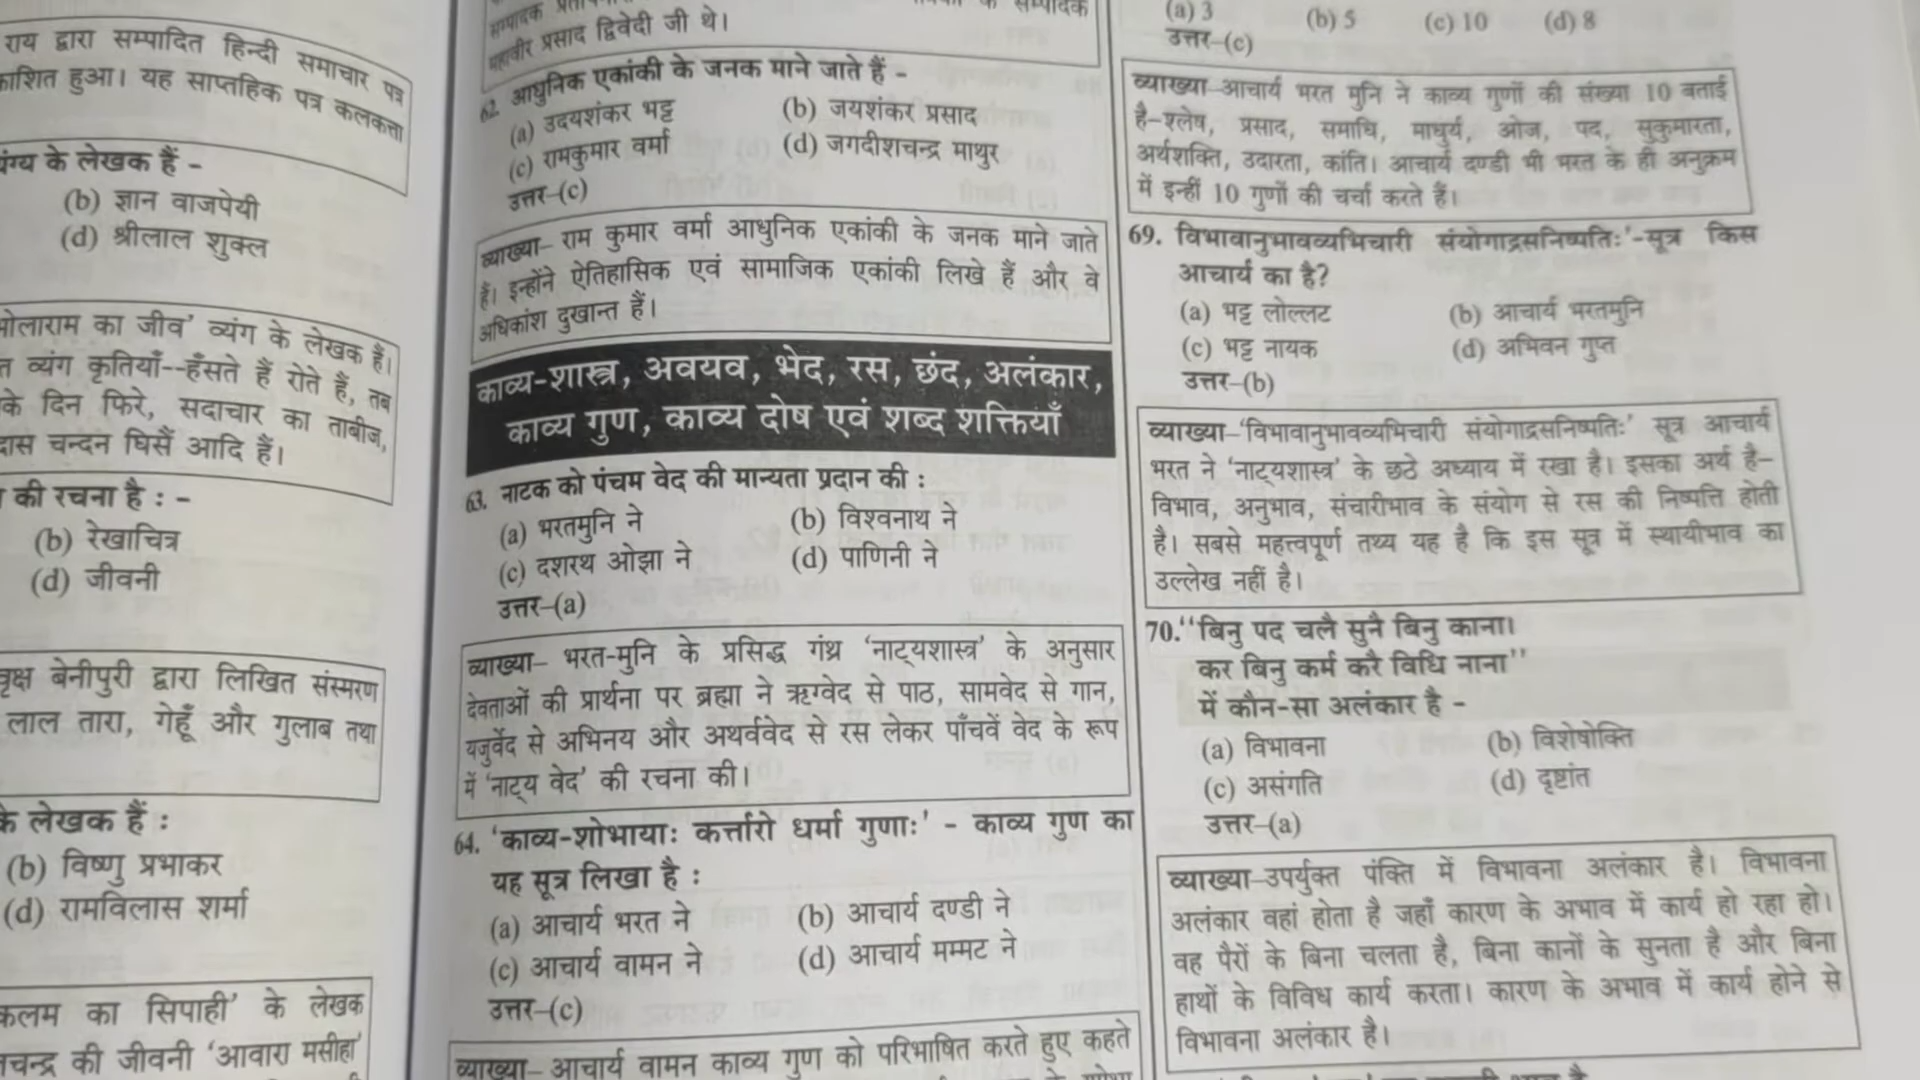 राय द्वारा सम्पादित हिन्दी समाचार पत्र
काशित हुआ। यह साप्तहिक पत्र कलकत्ता
के लेखक हैं -
(b) ज्ञान वाजपेयी
(d) श्रीलाल शुक्ल
का जीव' व्यंग के लेखक हैं।
व्यंग कृतियाँ--हँसते हैं रोते हैं, तब
के दिन फिरे, सदाचार का ताबीज,
चन्दन घिसैं आदि हैं।
की रचना है : -
(b) रेखाचित्र
(d) जीवनी
बेनीपुरी द्वारा लिखित संस्मरण
लाल तारा, गेहूँ और गुलाब तथा
के लेखक हैं :
(b) विष्णु प्रभाकर
(d) रामविलास शर्मा
कलम का सिपाही' के लेखक
की जीवनी 'आवारा मसीहा'
सम्पादक
महावीर प्रसाद द्विवेदी जी थे।
62. आधुनिक एकांकी के जनक माने जाते हैं -
(a) उदयशंकर भट्ट (b) जयशंकर प्रसाद
(c) रामकुमार वर्मा (d) जगदीशचन्द्र माथुर
उत्तर–(c)
व्याख्या– राम कुमार वर्मा आधुनिक एकांकी के जनक माने जाते
हैं। इन्होंने ऐतिहासिक एवं सामाजिक एकांकी लिखे हैं और वे
अधिकांश दुखान्त हैं।
काव्य-शास्त्र, अवयव, भेद, रस, छंद, अलंकार,
काव्य गुण, काव्य दोष एवं शब्द शक्तियाँ
63. नाटक को पंचम वेद की मान्यता प्रदान की :
(a) भरतमुनि ने (b) विश्वनाथ ने
(c) दशरथ ओझा ने (d) पाणिनी ने
उत्तर–(a)
व्याख्या– भरत-मुनि के प्रसिद्ध गंथ 'नाट्यशास्त्र' के अनुसार
देवताओं की प्रार्थना पर ब्रह्मा ने ऋग्वेद से पाठ, सामवेद से गान,
यजुर्वेद से अभिनय और अथर्ववेद से रस लेकर पाँचवें वेद के रूप
में 'नाट्य वेद' की रचना की।
64. 'काव्य-शोभायाः कर्त्तारो धर्मा गुणाः' - काव्य गुण का
यह सूत्र लिखा है :
(a) आचार्य भरत ने (b) आचार्य दण्डी ने
(c) आचार्य वामन ने (d) आचार्य मम्मट ने
उत्तर–(c)
व्याख्या– आचार्य वामन काव्य गुण को परिभाषित करते हुए कहते
(a) 3 (b) 5 (c) 10 (d) 8
उत्तर–(c)
व्याख्या–आचार्य भरत मुनि ने काव्य गुणों की संख्या 10 बताई
है–श्लेष, प्रसाद, समाधि, माधुर्य, ओज, पद, सुकुमारता,
अर्थशक्ति, उदारता, कांति। आचार्य दण्डी भी भरत के ही अनुक्रम
में इन्हीं 10 गुणों की चर्चा करते हैं।
69. विभावानुभावव्यभिचारी संयोगाद्रसनिष्पतिः'-सूत्र किस
आचार्य का है?
(a) भट्ट लोल्लट (b) आचार्य भरतमुनि
(c) भट्ट नायक (d) अभिवन गुप्त
उत्तर–(b)
व्याख्या–'विभावानुभावव्यभिचारी संयोगाद्रसनिष्पतिः' सूत्र आचार्य
भरत ने 'नाट्यशास्त्र' के छठे अध्याय में रखा है। इसका अर्थ है–
विभाव, अनुभाव, संचारीभाव के संयोग से रस की निष्पत्ति होती
है। सबसे महत्त्वपूर्ण तथ्य यह है कि इस सूत्र में स्थायीभाव का
उल्लेख नहीं है।
70. ''बिनु पद चलै सुनै बिनु काना।
कर बिनु कर्म करै विधि नाना''
में कौन-सा अलंकार है -
(a) विभावना (b) विशेषोक्ति
(c) असंगति (d) दृष्टांत
उत्तर–(a)
व्याख्या–उपर्युक्त पंक्ति में विभावना अलंकार है। विभावना
अलंकार वहां होता है जहाँ कारण के अभाव में कार्य हो रहा हो।
वह पैरों के बिना चलता है, बिना कानों के सुनता है और बिना
हाथों के विविध कार्य करता। कारण के अभाव में कार्य होने से
विभावना अलंकार है।